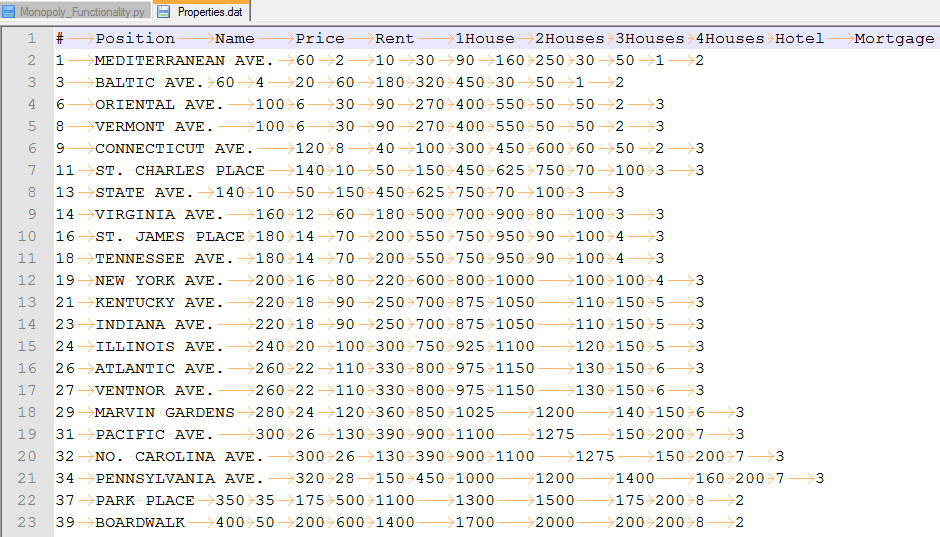 Monopoly_Functionality.py Properties.dat
1 # Position Name Price Rent 1House 2Houses 3Houses 4Houses Hotel Mortgage
2 1 MEDITERRANEAN AVE. 60 2 10 30 90 160 250 30 50 1 2
3 3 BALTIC AVE. 60 4 20 60 180 320 450 30 50 1 2
4 6 ORIENTAL AVE. 100 6 30 90 270 400 550 50 50 2 3
5 8 VERMONT AVE. 100 6 30 90 270 400 550 50 50 2 3
6 9 CONNECTICUT AVE. 120 8 40 100 300 450 600 60 50 2 3
7 11 ST. CHARLES PLACE 140 10 50 150 450 625 750 70 100 3 3
8 13 STATE AVE. 140 10 50 150 450 625 750 70 100 3 3
9 14 VIRGINIA AVE. 160 12 60 180 500 700 900 80 100 3 3
10 16 ST. JAMES PLACE 180 14 70 200 550 750 950 90 100 4 3
11 18 TENNESSEE AVE. 180 14 70 200 550 750 950 90 100 4 3
12 19 NEW YORK AVE. 200 16 80 220 600 800 1000 100 100 4 3
13 21 KENTUCKY AVE. 220 18 90 250 700 875 1050 110 150 5 3
14 23 INDIANA AVE. 220 18 90 250 700 875 1050 110 150 5 3
15 24 ILLINOIS AVE. 240 20 100 300 750 925 1100 120 150 5 3
16 26 ATLANTIC AVE. 260 22 110 330 800 975 1150 130 150 6 3
17 27 VENTNOR AVE. 260 22 110 330 800 975 1150 130 150 6 3
18 29 MARVIN GARDENS 280 24 120 360 850 1025 1200 140 150 6 3
19 31 PACIFIC AVE. 300 26 130 390 900 1100 1275 150 200 7 3
20 32 NO. CAROLINA AVE. 300 26 130 390 900 1100 1275 150 200 7 3
21 34 PENNSYLVANIA AVE. 320 28 150 450 1000 1200 1400 160 200 7 3
22 37 PARK PLACE 350 35 175 500 1100 1300 1500 175 200 8 2
23 39 BOARDWALK 400 50 200 600 1400 1700 2000 200 200 8 2